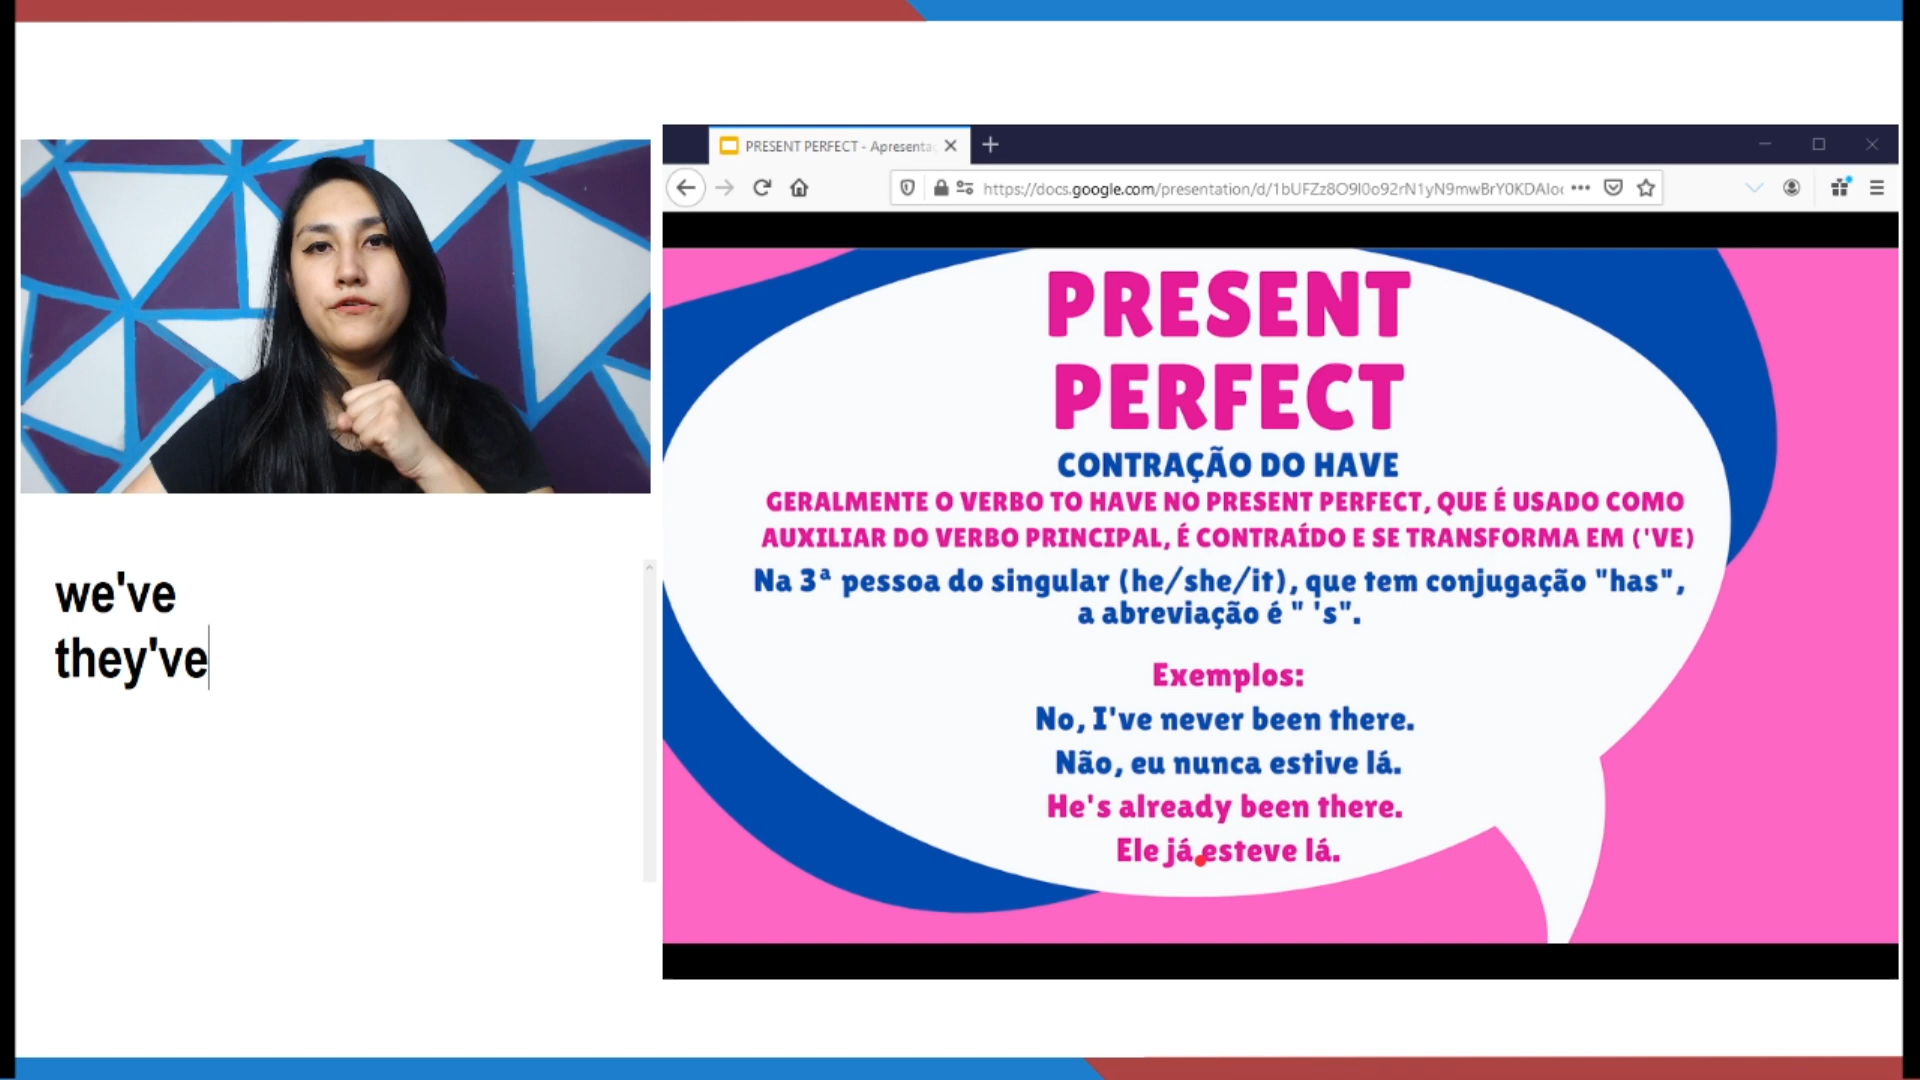 PRESENT PERFECT - Apresenta
https://docs.google.com/presentation/d/
we've
they've
PRESENT
PERFECT
CONTRAÇÃO DO HAVE
GERALMENTE O VERBO TO HAVE NO PRESENT PERFECT, QUE É USADO COMO
AUXILIAR DO VERBO PRINCIPAL, É CONTRAÍDO E SE TRANSFORMA EM ('VE)
Na 3ª pessoa do singular (he/she/it), que tem conjugação "has",
a abreviação é " 's".
Exemplos:
No, I've never been there.
Não, eu nunca estive lá.
He's already been there.
Ele já esteve lá.